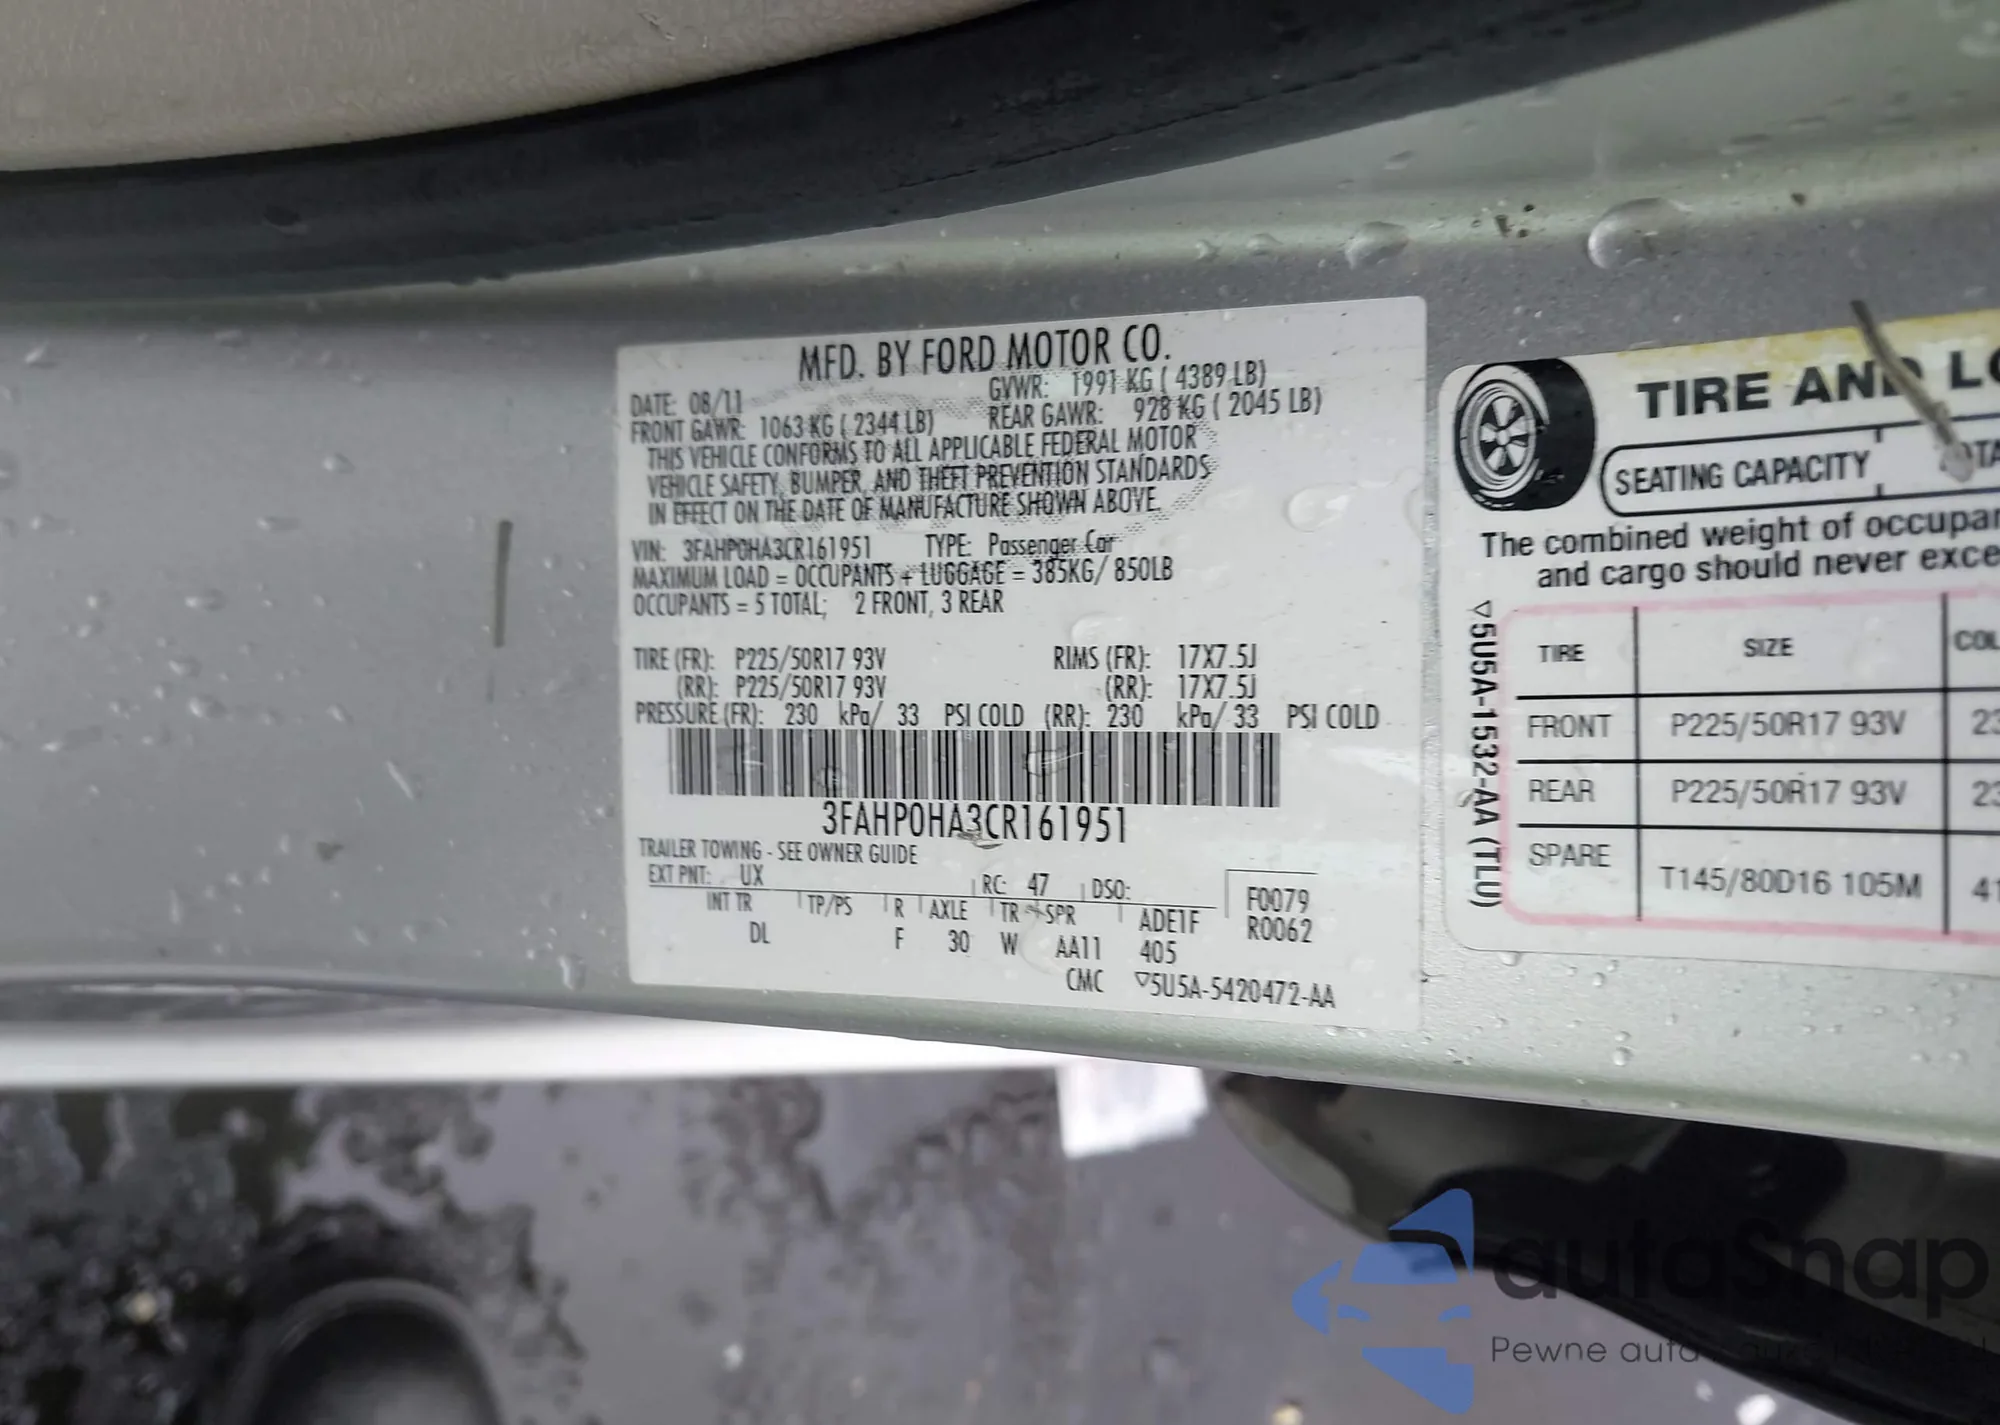 MFD. BY FORD MOTOR CO.
DATE: 08/11 GVWR: 1991 KG ( 4389 LB)
FRONT GAWR: 1063 KG ( 2344 LB) REAR GAWR: 928 KG ( 2045 LB)
THIS VEHICLE CONFORMS TO ALL APPLICABLE FEDERAL MOTOR
VEHICLE SAFETY, BUMPER, AND THEFT PREVENTION STANDARDS
IN EFFECT ON THE DATE OF MANUFACTURE SHOWN ABOVE.
VIN: 3FAHP0HA3CR161951 TYPE: Passenger Car
MAXIMUM LOAD = OCCUPANTS + LUGGAGE = 385KG/ 850LB
OCCUPANTS = 5 TOTAL; 2 FRONT, 3 REAR
TIRE (FR): P225/50R17 93V RIMS (FR): 17X7.5J
(RR): P225/50R17 93V (RR): 17X7.5J
PRESSURE (FR): 230 kPa/ 33 PSI COLD (RR): 230 kPa/ 33 PSI COLD
3FAHP0HA3CR161951
TRAILER TOWING - SEE OWNER GUIDE
EXT PNT: UX RC: 47 DSO: F0079
INT TR TP/PS R AXLE TR SPR ADE1F R0062
DL F 30 W AA11 405
CMC ▽5U5A-5420472-AA
TIRE AND LO
SEATING CAPACITY OTA
The combined weight of occupan
and cargo should never exce
▽5U5A-1532-AA (TLU)
TIRE SIZE COL
FRONT P225/50R17 93V 23
REAR P225/50R17 93V 23
SPARE T145/80D16 105M 41
autoSnap
Pewne auta